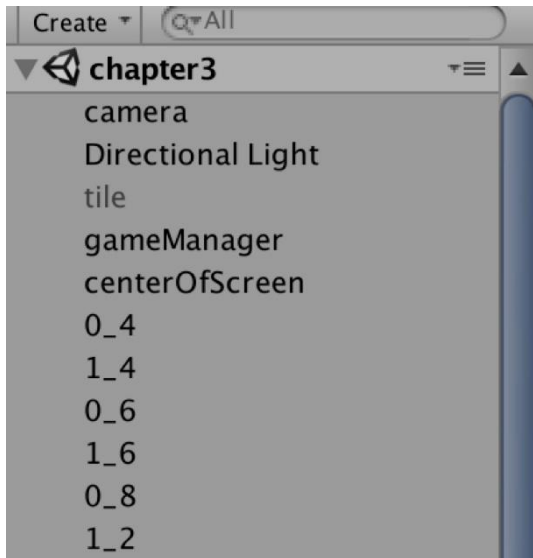 Create All
chapter3
camera
Directional Light
tile
gameManager
centerOfScreen
0_4
1_4
0_6
1_6
0_8
1_2